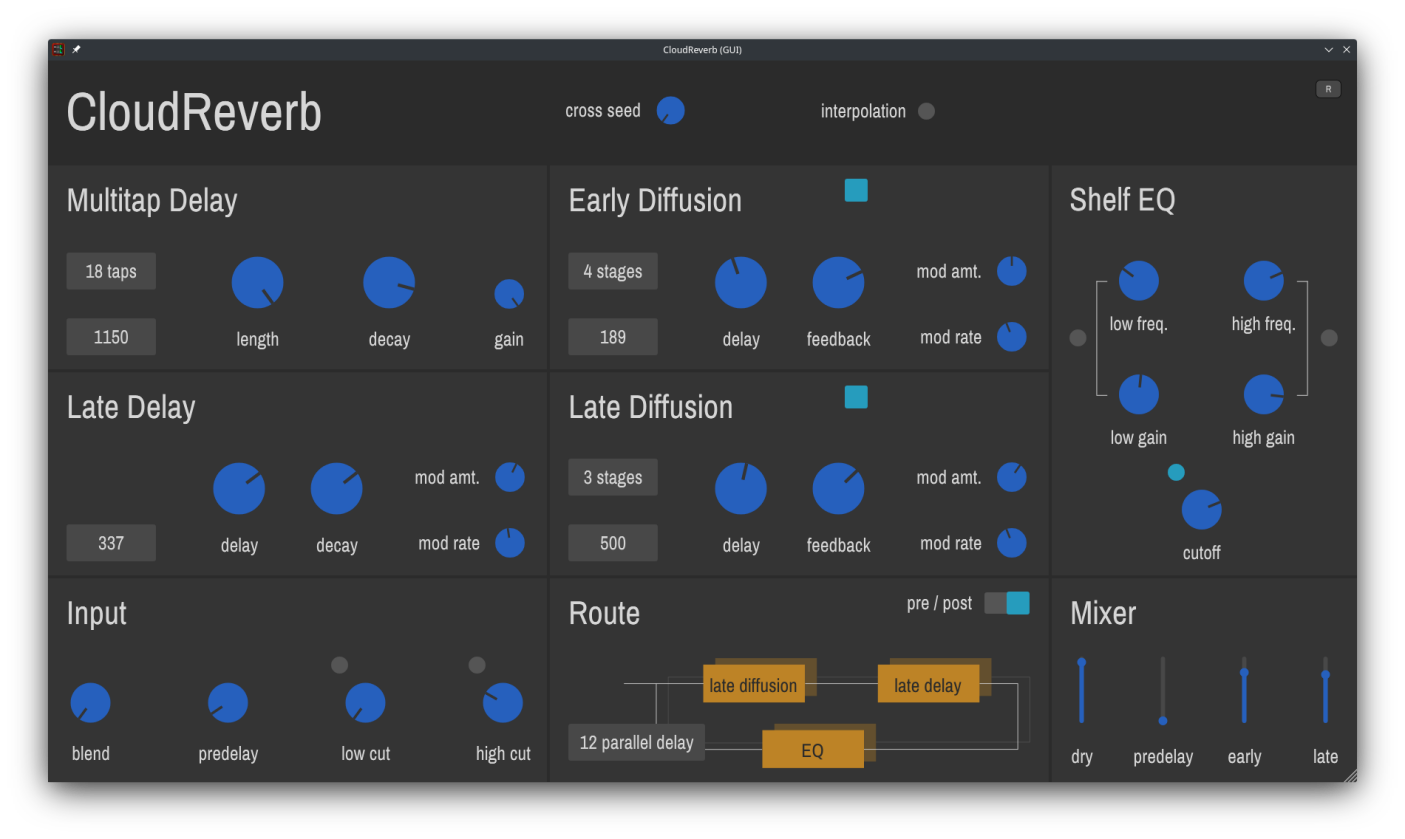 CloudReverb (GUI)
CloudReverb
cross seed
interpolation
R
Multitap Delay
18 taps
1150
length
decay
gain
Early Diffusion
4 stages
189
delay
feedback
mod amt.
mod rate
Shelf EQ
low freq.
high freq.
low gain
high gain
cutoff
Late Delay
337
delay
decay
mod amt.
mod rate
Late Diffusion
3 stages
500
delay
feedback
mod amt.
mod rate
Input
blend
predelay
low cut
high cut
Route
pre / post
late diffusion
late delay
12 parallel delay
EQ
Mixer
dry
predelay
early
late